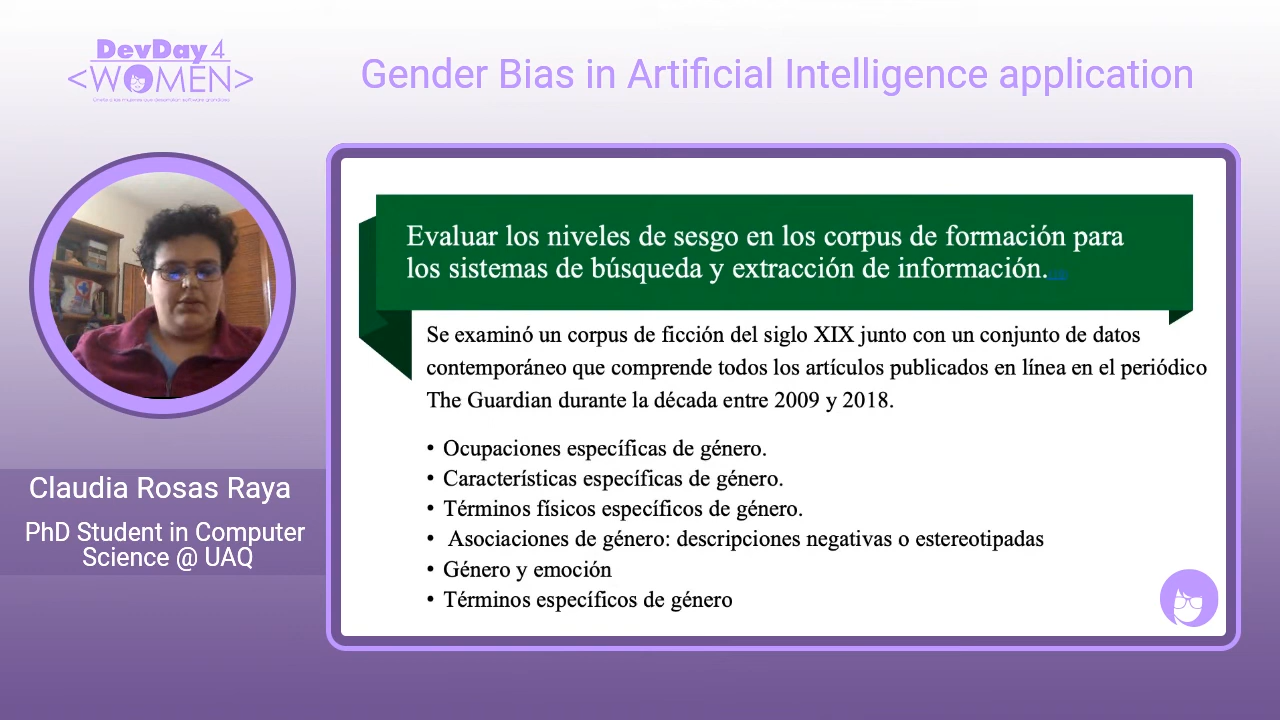 DevDay 4
<WOMEN>
Gender Bias in Artificial Intelligence application
Evaluar los niveles de sesgo en los corpus de formación para
los sistemas de búsqueda y extracción de información.
Se examinó un corpus de ficción del siglo XIX junto con un conjunto de datos
contemporáneo que comprende todos los artículos publicados en línea en el periódico
The Guardian durante la década entre 2009 y 2018.
• Ocupaciones específicas de género.
• Características específicas de género.
• Términos físicos específicos de género.
• Asociaciones de género: descripciones negativas o estereotipadas
• Género y emoción
• Términos específicos de género
Claudia Rosas Raya
PhD Student in Computer
Science @ UAQ